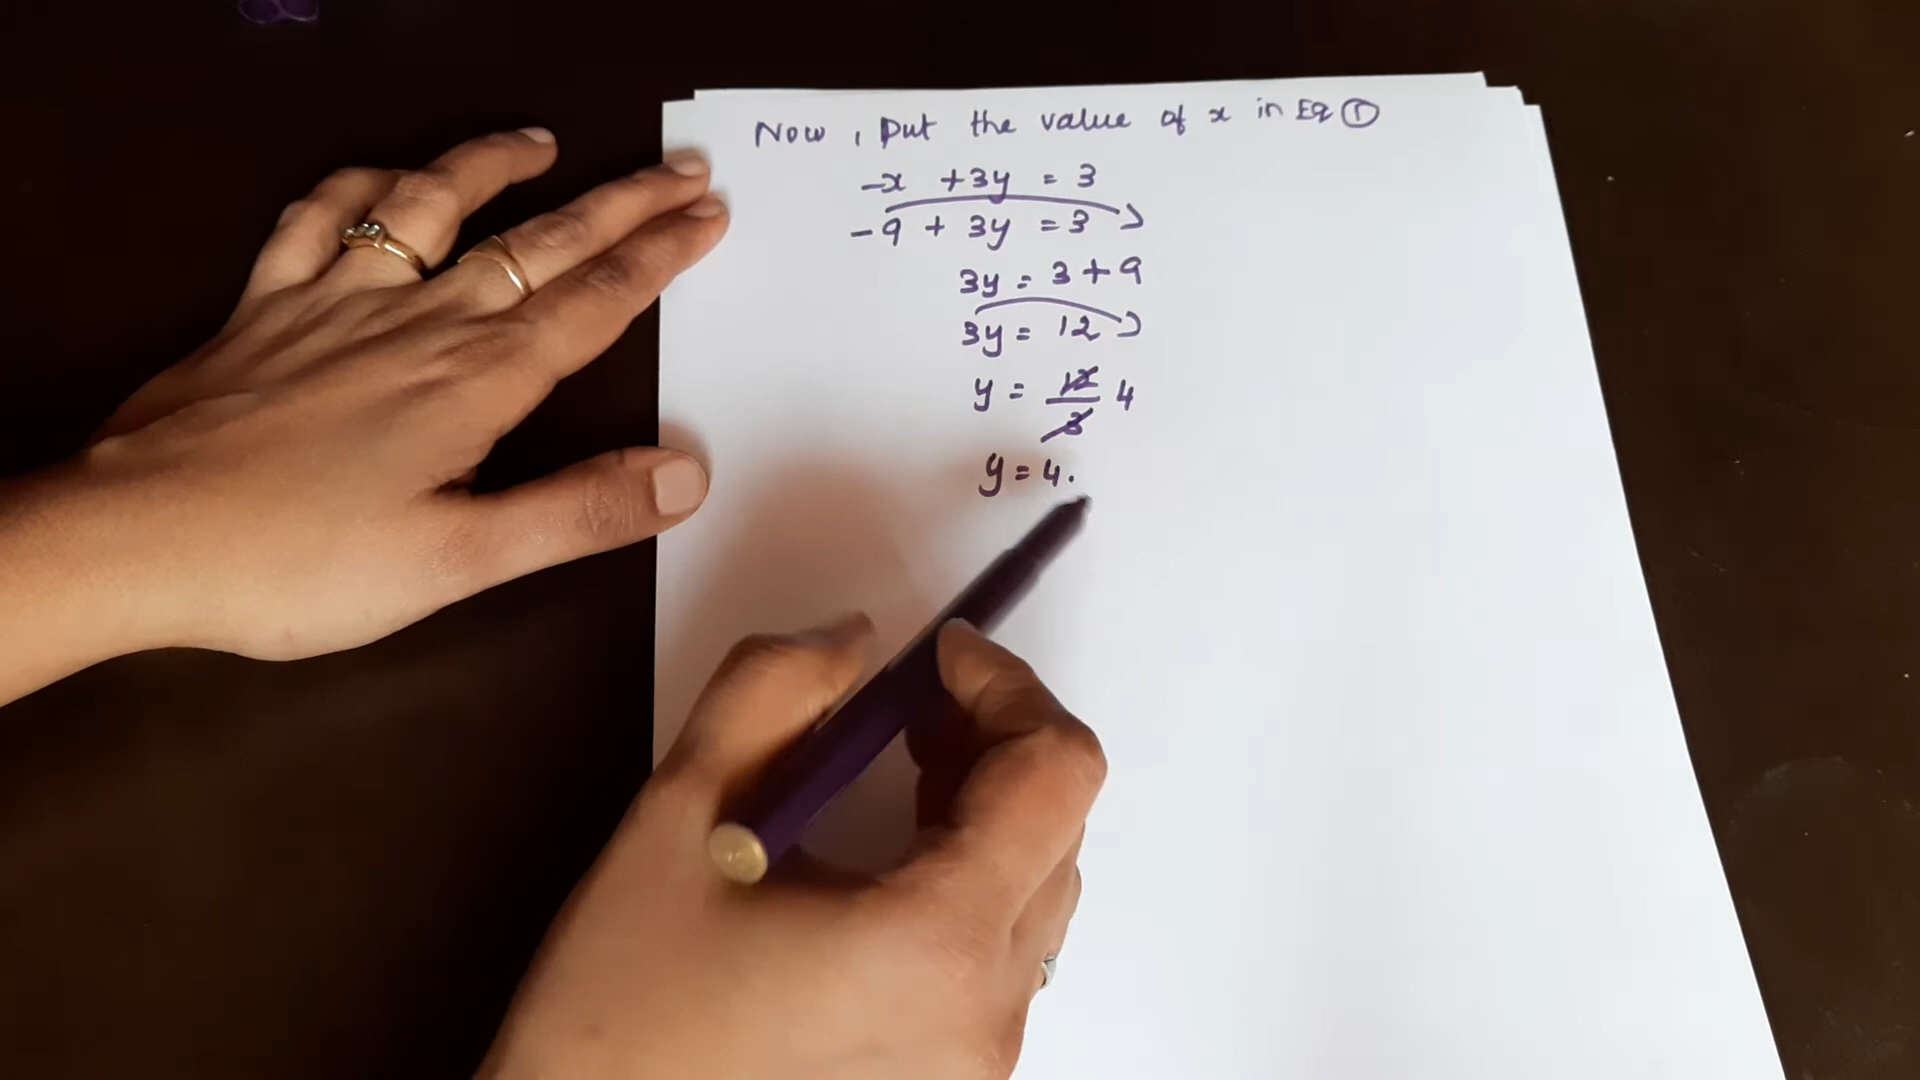 Now, put the value of x in Eq ①
-x +3y = 3
-9 + 3y = 3
3y = 3 + 9
3y = 12
y = 12/3 4
y = 4.